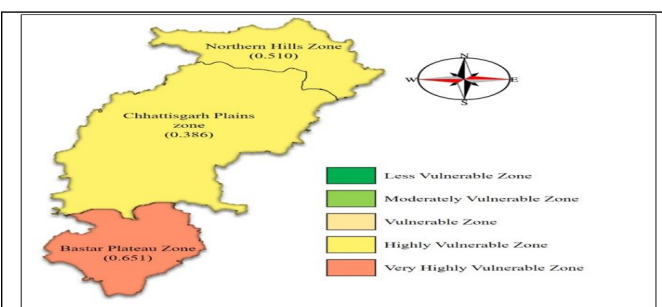 Northern Hills Zone
(0.510)
N
W
E
S
Chhattisgarh Plains
zone
(0.386)
Less Vulnerable Zone
Moderately Vulnerable Zone
Vulnerable Zone
Highly Vulnerable Zone
Very Highly Vulnerable Zone
Bastar Plateau Zone
(0.651)